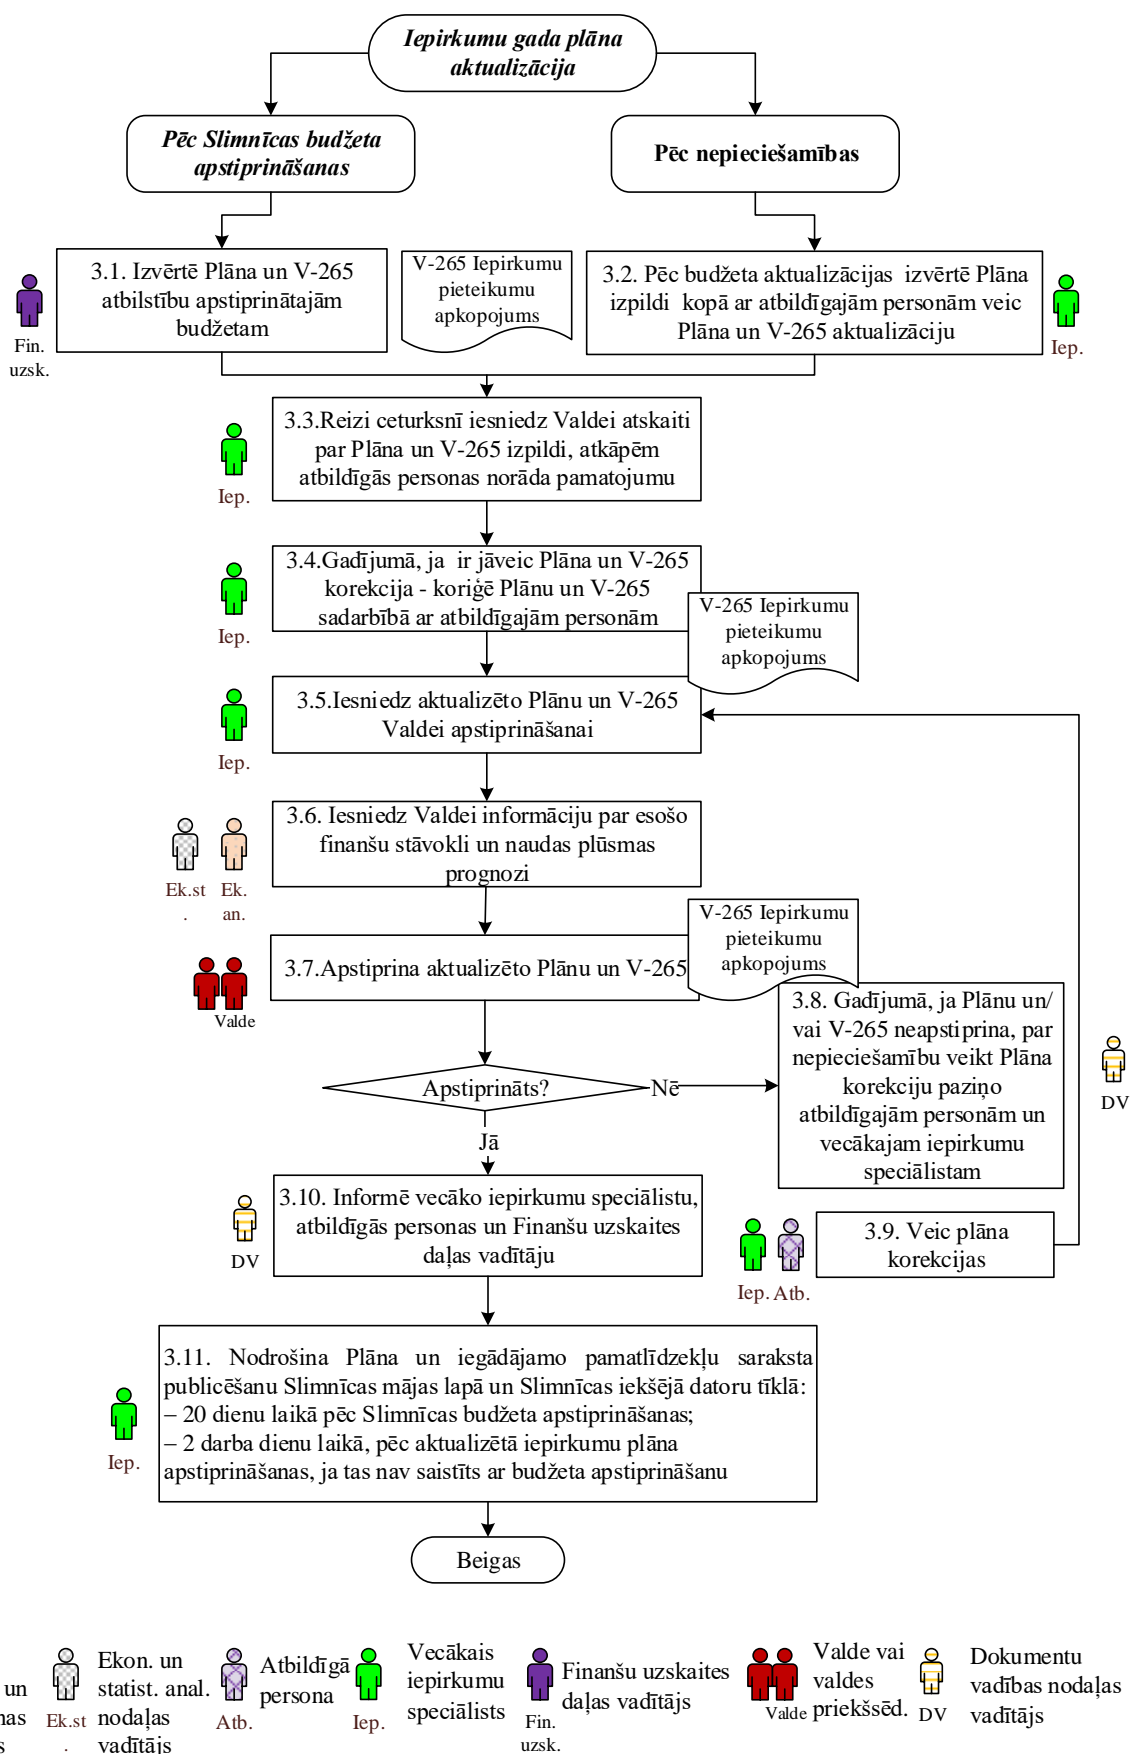 Iepirkumu gada plāna
aktualizācija
Pēc Slimnīcas budžeta
apstiprināšanas
Pēc nepieciešamības
3.1. Izvērtē Plāna un V-265
atbilstību apstiprinātajām
budžetam
Fin.
uzsk.
V-265 Iepirkumu
pieteikumu
apkopojums
3.2. Pēc budžeta aktualizācijas izvērtē Plāna
izpildi kopā ar atbildīgajām personām veic
Plāna un V-265 aktualizāciju
Iep.
3.3.Reizi ceturksnī iesniedz Valdei atskaiti
par Plāna un V-265 izpildi, atkāpēm
atbildīgās personas norāda pamatojumu
Iep.
3.4.Gadījumā, ja ir jāveic Plāna un V-265
korekcija - koriģē Plānu un V-265
sadarbībā ar atbildīgajām personām
Iep.
V-265 Iepirkumu
pieteikumu
apkopojums
3.5.Iesniedz aktualizēto Plānu un V-265
Valdei apstiprināšanai
Iep.
3.6. Iesniedz Valdei informāciju par esošo
finanšu stāvokli un naudas plūsmas
prognozi
Ek.st
.
Ek.
an.
V-265 Iepirkumu
pieteikumu
apkopojums
3.7.Apstiprina aktualizēto Plānu un V-265
Valde
3.8. Gadījumā, ja Plānu un/
vai V-265 neapstiprina, par
nepieciešamību veikt Plāna
korekciju paziņo
atbildīgajām personām un
vecākajam iepirkumu
speciālistam
DV
Apstiprināts?
Nē
Jā
3.10. Informē vecāko iepirkumu speciālistu,
atbildīgās personas un Finanšu uzskaites
daļas vadītāju
DV
3.9. Veic plāna
korekcijas
Iep. Atb.
3.11. Nodrošina Plāna un iegādājamo pamatlīdzekļu saraksta
publicēšanu Slimnīcas mājas lapā un Slimnīcas iekšējā datoru tīklā:
– 20 dienu laikā pēc Slimnīcas budžeta apstiprināšanas;
– 2 darba dienu laikā, pēc aktualizētā iepirkumu plāna
apstiprināšanas, ja tas nav saistīts ar budžeta apstiprināšanu
Iep.
Beigas
un
nas
s
Ek.st
.
Ekon. un
statist. anal.
nodaļas
vadītājs
Atb.
Atbildīgā
persona
Iep.
Vecākais
iepirkumu
speciālists
Fin.
uzsk.
Finanšu uzskaites
daļas vadītājs
Valde
Valde vai
valdes
priekšsēd.
DV
Dokumentu
vadības nodaļas
vadītājs